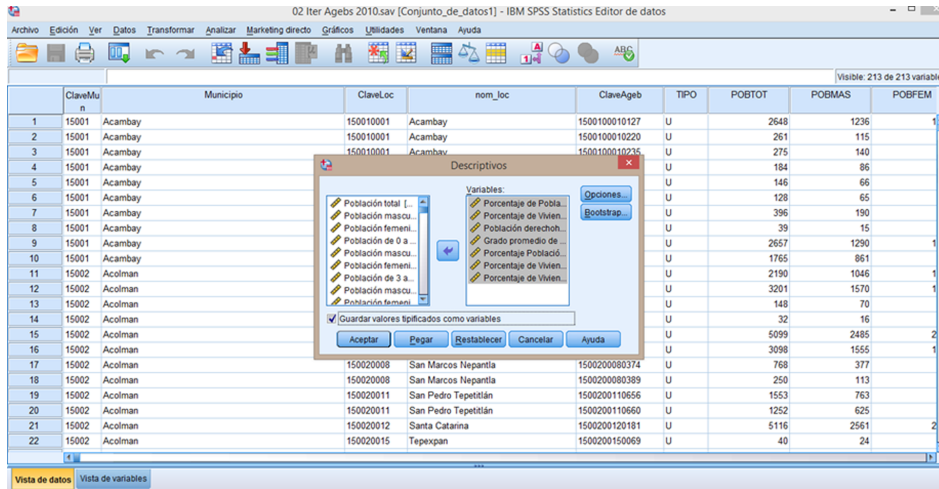 02 Iter Agebs 2010.sav [Conjunto_de_datos1] - IBM SPSS Statistics Editor de datos
Archivo Edición Ver Datos Transformar Analizar Marketing directo Gráficos Utilidades Ventana Ayuda
Visible: 213 de 213 variable
ClaveMun Municipio ClaveLoc nom_loc ClaveAgeb TIPO POBTOT POBMAS POBFEM
1 15001 Acambay 150010001 Acambay 1500100010127 U 2648 1236 1
2 15001 Acambay 150010001 Acambay 1500100010220 U 261 115
3 15001 Acambay 150010001 Acambay 1500100010235 U 275 140
4 15001 Acambay U 184 86
5 15001 Acambay U 146 66
6 15001 Acambay U 128 65
7 15001 Acambay U 396 190
8 15001 Acambay U 39 15
9 15001 Acambay U 2657 1290 1
10 15001 Acambay U 1765 861
11 15002 Acolman U 2190 1046 1
12 15002 Acolman U 3201 1570 1
13 15002 Acolman U 148 70
14 15002 Acolman U 32 16
15 15002 Acolman U 5099 2485 2
16 15002 Acolman U 3098 1555 1
17 15002 Acolman 150020008 San Marcos Nepantla 1500200080374 U 768 377
18 15002 Acolman 150020008 San Marcos Nepantla 1500200080389 U 250 113
19 15002 Acolman 150020011 San Pedro Tepetitlán 1500200110656 U 1553 763
20 15002 Acolman 150020011 San Pedro Tepetitlán 1500200110660 U 1252 625
21 15002 Acolman 150020012 Santa Catarina 1500200120181 U 5116 2561 2
22 15002 Acolman 150020015 Tepexpan 1500200150069 U 40 24
Descriptivos
Población total [...
Población mascu...
Población femeni...
Población de 0 a ...
Población mascu...
Población femeni...
Población de 3 a...
Población mascu...
Población femeni...
Variables:
Porcentaje de Pobla...
Porcentaje de Vivien...
Población derechoh...
Grado promedio de ...
Porcentaje Població...
Porcentaje de Vivien...
Porcentaje de Vivien...
Opciones...
Bootstrap...
Guardar valores tipificados como variables
Aceptar Pegar Restablecer Cancelar Ayuda
Vista de datos Vista de variables